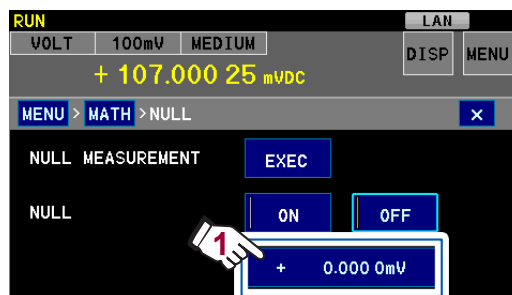 RUN LAN
VOLT 100mV MEDIUM DISP MENU
+ 107.000 25 mVDC
MENU > MATH > NULL ×
NULL MEASUREMENT EXEC
NULL ON OFF
1
+ 0.000 0mV